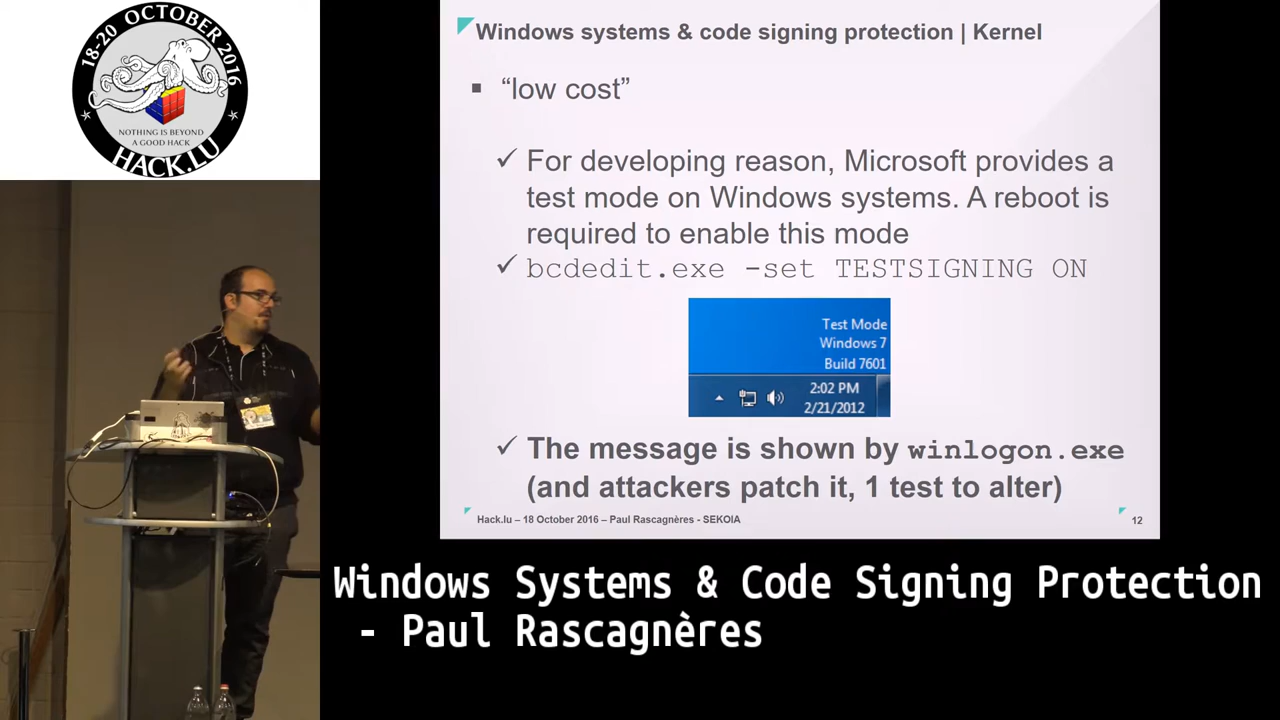 18-20 OCTOBER 2016
NOTHING IS BEYOND
A GOOD HACK
HACK.LU
Windows systems & code signing protection | Kernel
▪ “low cost”
✓ For developing reason, Microsoft provides a
test mode on Windows systems. A reboot is
required to enable this mode
✓ bcdedit.exe -set TESTSIGNING ON
Test Mode
Windows 7
Build 7601
2:02 PM
2/21/2012
✓ The message is shown by winlogon.exe
(and attackers patch it, 1 test to alter)
Hack.lu – 18 October 2016 – Paul Rascagnères - SEKOIA
12
Windows Systems & Code Signing Protection
- Paul Rascagnères